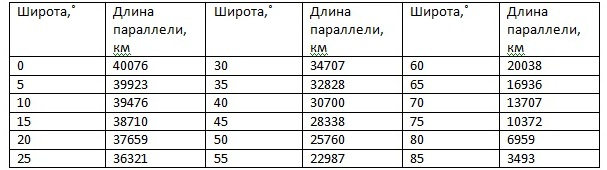 Широта,° Длина параллели, км Широта,° Длина параллели, км Широта,° Длина параллели, км
0 40076 30 34707 60 20038
5 39923 35 32828 65 16936
10 39476 40 30700 70 13707
15 38710 45 28338 75 10372
20 37659 50 25760 80 6959
25 36321 55 22987 85 3493